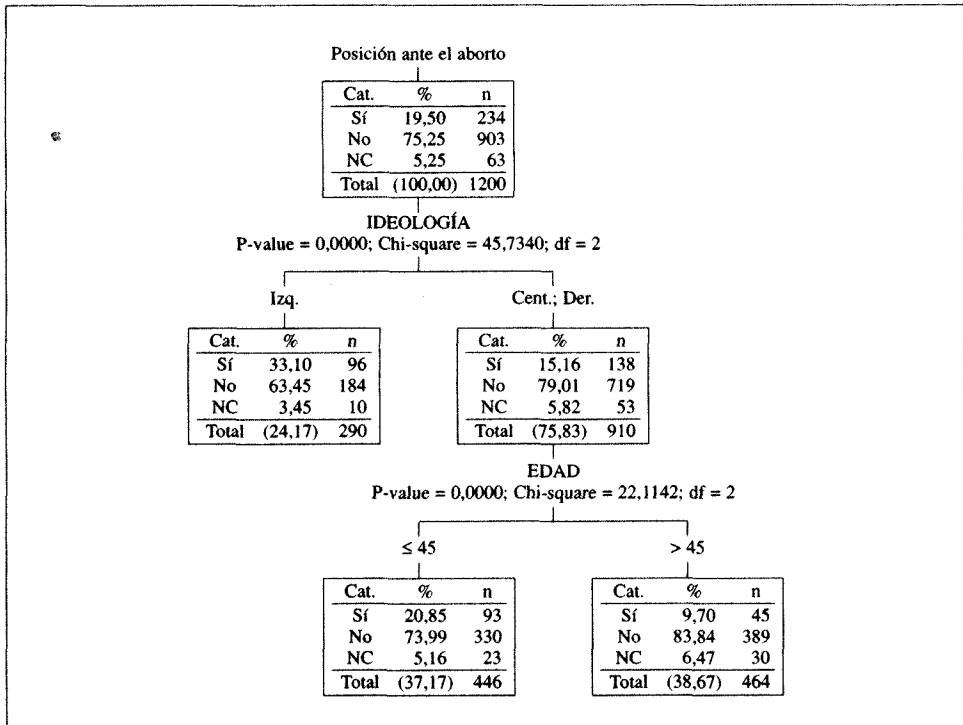 Posición ante el aborto
Cat. % n
Sí 19,50 234
No 75,25 903
NC 5,25 63
Total (100,00) 1200
IDEOLOGÍA
P-value = 0,0000; Chi-square = 45,7340; df = 2
Izq.
Cat. % n
Sí 33,10 96
No 63,45 184
NC 3,45 10
Total (24,17) 290
Cent.; Der.
Cat. % n
Sí 15,16 138
No 79,01 719
NC 5,82 53
Total (75,83) 910
EDAD
P-value = 0,0000; Chi-square = 22,1142; df = 2
≤ 45
Cat. % n
Sí 20,85 93
No 73,99 330
NC 5,16 23
Total (37,17) 446
> 45
Cat. % n
Sí 9,70 45
No 83,84 389
NC 6,47 30
Total (38,67) 464